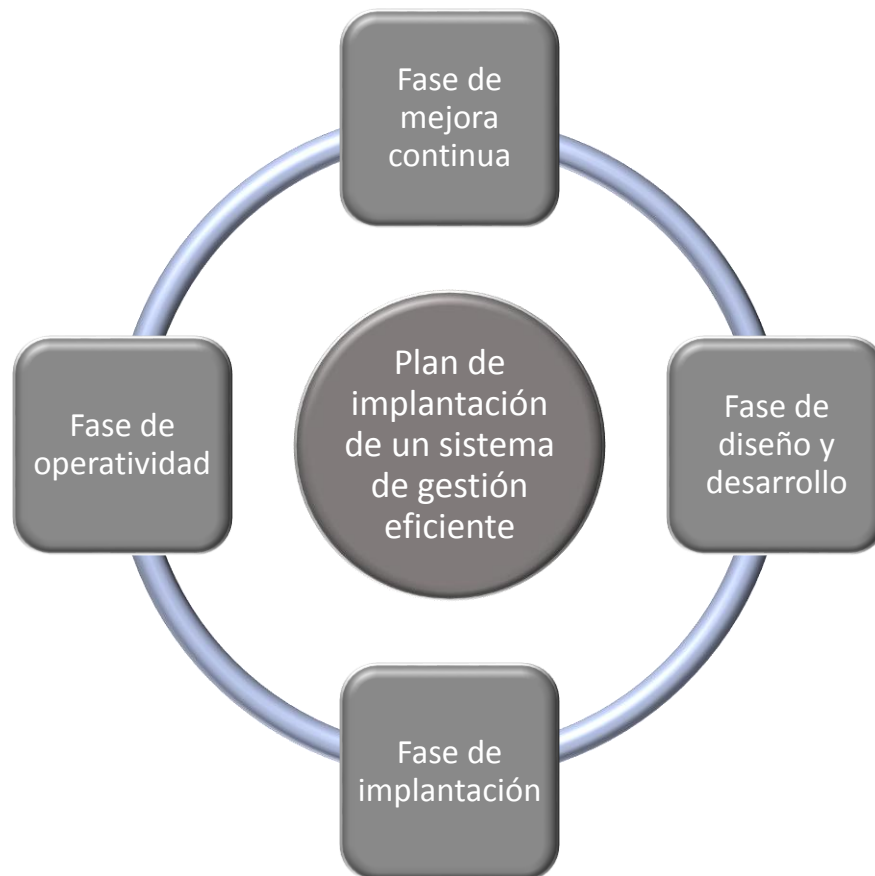 Fase de
mejora
continua
Plan de
implantación
de un sistema
de gestión
eficiente
Fase de
operatividad
Fase de
diseño y
desarrollo
Fase de
implantación